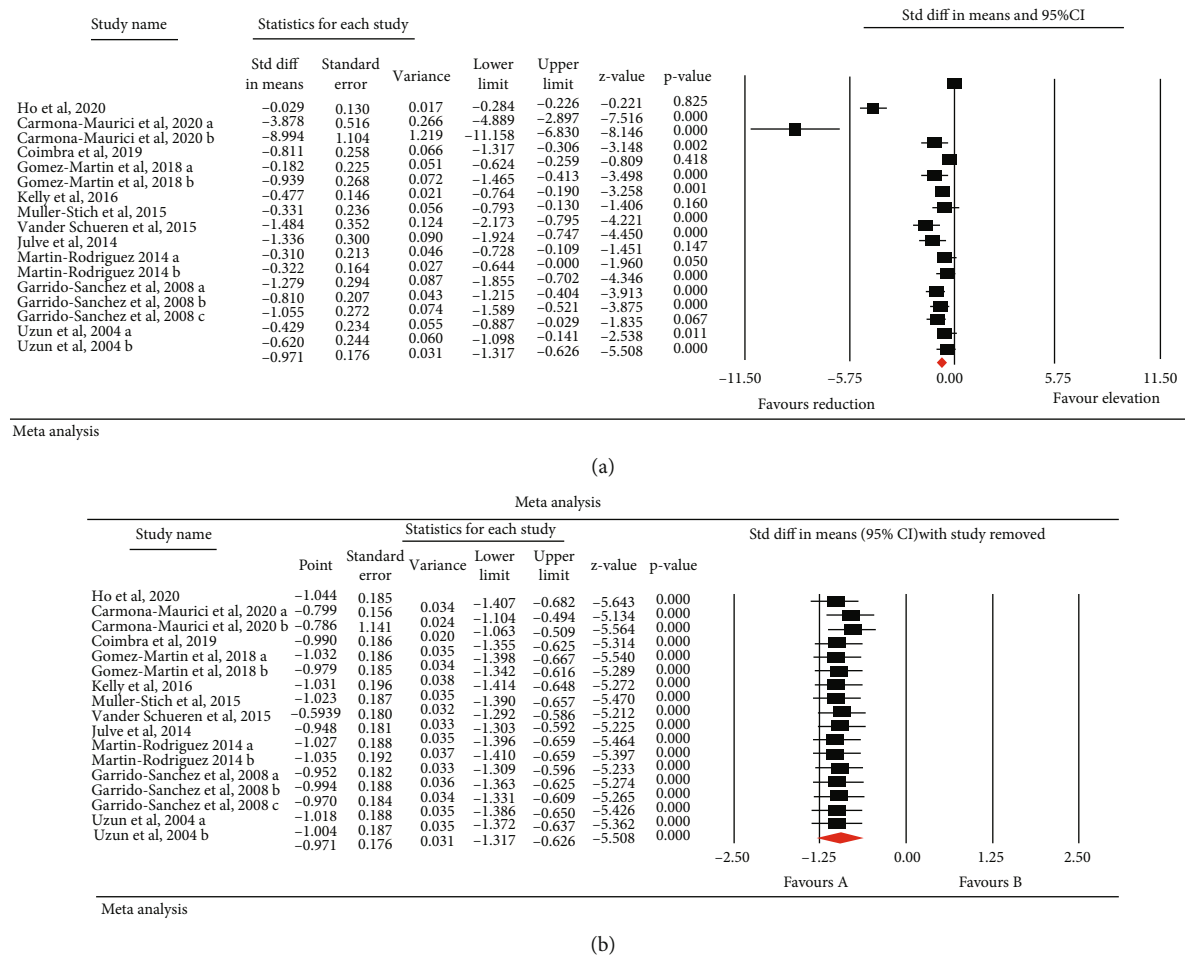 Study name Statistics for each study Std diff in means and 95%CI
Std diff in means Standard error Variance Lower limit Upper limit z-value p-value
Ho et al, 2020 −0.029 0.130 0.017 −0.284 −0.226 −0.221 0.825
Carmona-Maurici et al, 2020 a −3.878 0.516 0.266 −4.889 −2.897 −7.516 0.000
Carmona-Maurici et al, 2020 b −8.994 1.104 1.219 −11.158 −6.830 −8.146 0.000
Coimbra et al, 2019 −0.811 0.258 0.066 −1.317 −0.306 −3.148 0.002
Gomez-Martin et al, 2018 a −0.182 0.225 0.051 −0.624 −0.259 −0.809 0.418
Gomez-Martin et al, 2018 b −0.939 0.268 0.072 −1.465 −0.413 −3.498 0.000
Kelly et al, 2016 −0.477 0.146 0.021 −0.764 −0.190 −3.258 0.001
Muller-Stich et al, 2015 −0.331 0.236 0.056 −0.793 −0.130 −1.406 0.160
Vander Schueren et al, 2015 −1.484 0.352 0.124 −2.173 −0.795 −4.221 0.000
Julve et al, 2014 −1.336 0.300 0.090 −1.924 −0.747 −4.450 0.000
Martin-Rodriguez 2014 a −0.310 0.213 0.046 −0.728 −0.109 −1.451 0.147
Martin-Rodriguez 2014 b −0.322 0.164 0.027 −0.644 −0.000 −1.960 0.050
Garrido-Sanchez et al, 2008 a −1.279 0.294 0.087 −1.855 −0.702 −4.346 0.000
Garrido-Sanchez et al, 2008 b −0.810 0.207 0.043 −1.215 −0.404 −3.913 0.000
Garrido-Sanchez et al, 2008 c −1.055 0.272 0.074 −1.589 −0.521 −3.875 0.000
Uzun et al, 2004 a −0.429 0.234 0.055 −0.887 −0.029 −1.835 0.067
Uzun et al, 2004 b −0.620 0.244 0.060 −1.098 −0.141 −2.538 0.011
−0.971 0.176 0.031 −1.317 −0.626 −5.508 0.000
−11.50 −5.75 0.00 5.75 11.50
Favours reduction Favour elevation
Meta analysis
(a)
Meta analysis
Study name Statistics for each study Std diff in means (95% CI)with study removed
Point Standard error Variance Lower limit Upper limit z-value p-value
Ho et al, 2020 −1.044 0.185 0.034 −1.407 −0.682 −5.643 0.000
Carmona-Maurici et al, 2020 a −0.799 0.156 0.024 −1.104 −0.494 −5.134 0.000
Carmona-Maurici et al, 2020 b −0.786 1.141 0.020 −1.063 −0.509 −5.564 0.000
Coimbra et al, 2019 −0.990 0.186 0.035 −1.355 −0.625 −5.314 0.000
Gomez-Martin et al, 2018 a −1.032 0.186 0.034 −1.398 −0.667 −5.540 0.000
Gomez-Martin et al, 2018 b −0.979 0.185 0.038 −1.342 −0.616 −5.289 0.000
Kelly et al, 2016 −1.031 0.196 0.035 −1.414 −0.648 −5.272 0.000
Muller-Stich et al, 2015 −1.023 0.187 0.032 −1.390 −0.657 −5.470 0.000
Vander Schueren et al, 2015 −0.5939 0.180 0.033 −1.292 −0.586 −5.212 0.000
Julve et al, 2014 −0.948 0.181 0.035 −1.303 −0.592 −5.225 0.000
Martin-Rodriguez 2014 a −1.027 0.188 0.037 −1.396 −0.659 −5.464 0.000
Martin-Rodriguez 2014 b −1.035 0.192 0.033 −1.410 −0.659 −5.397 0.000
Garrido-Sanchez et al, 2008 a −0.952 0.182 0.036 −1.309 −0.596 −5.233 0.000
Garrido-Sanchez et al, 2008 b −0.994 0.188 0.034 −1.363 −0.625 −5.274 0.000
Garrido-Sanchez et al, 2008 c −0.970 0.184 0.035 −1.331 −0.609 −5.265 0.000
Uzun et al, 2004 a −1.018 0.188 0.035 −1.386 −0.650 −5.426 0.000
Uzun et al, 2004 b −1.004 0.187 0.031 −1.372 −0.637 −5.362 0.000
−0.971 0.176 −1.317 −0.626 −5.508 0.000
−2.50 −1.25 0.00 1.25 2.50
Favours A Favours B
Meta analysis
(b)